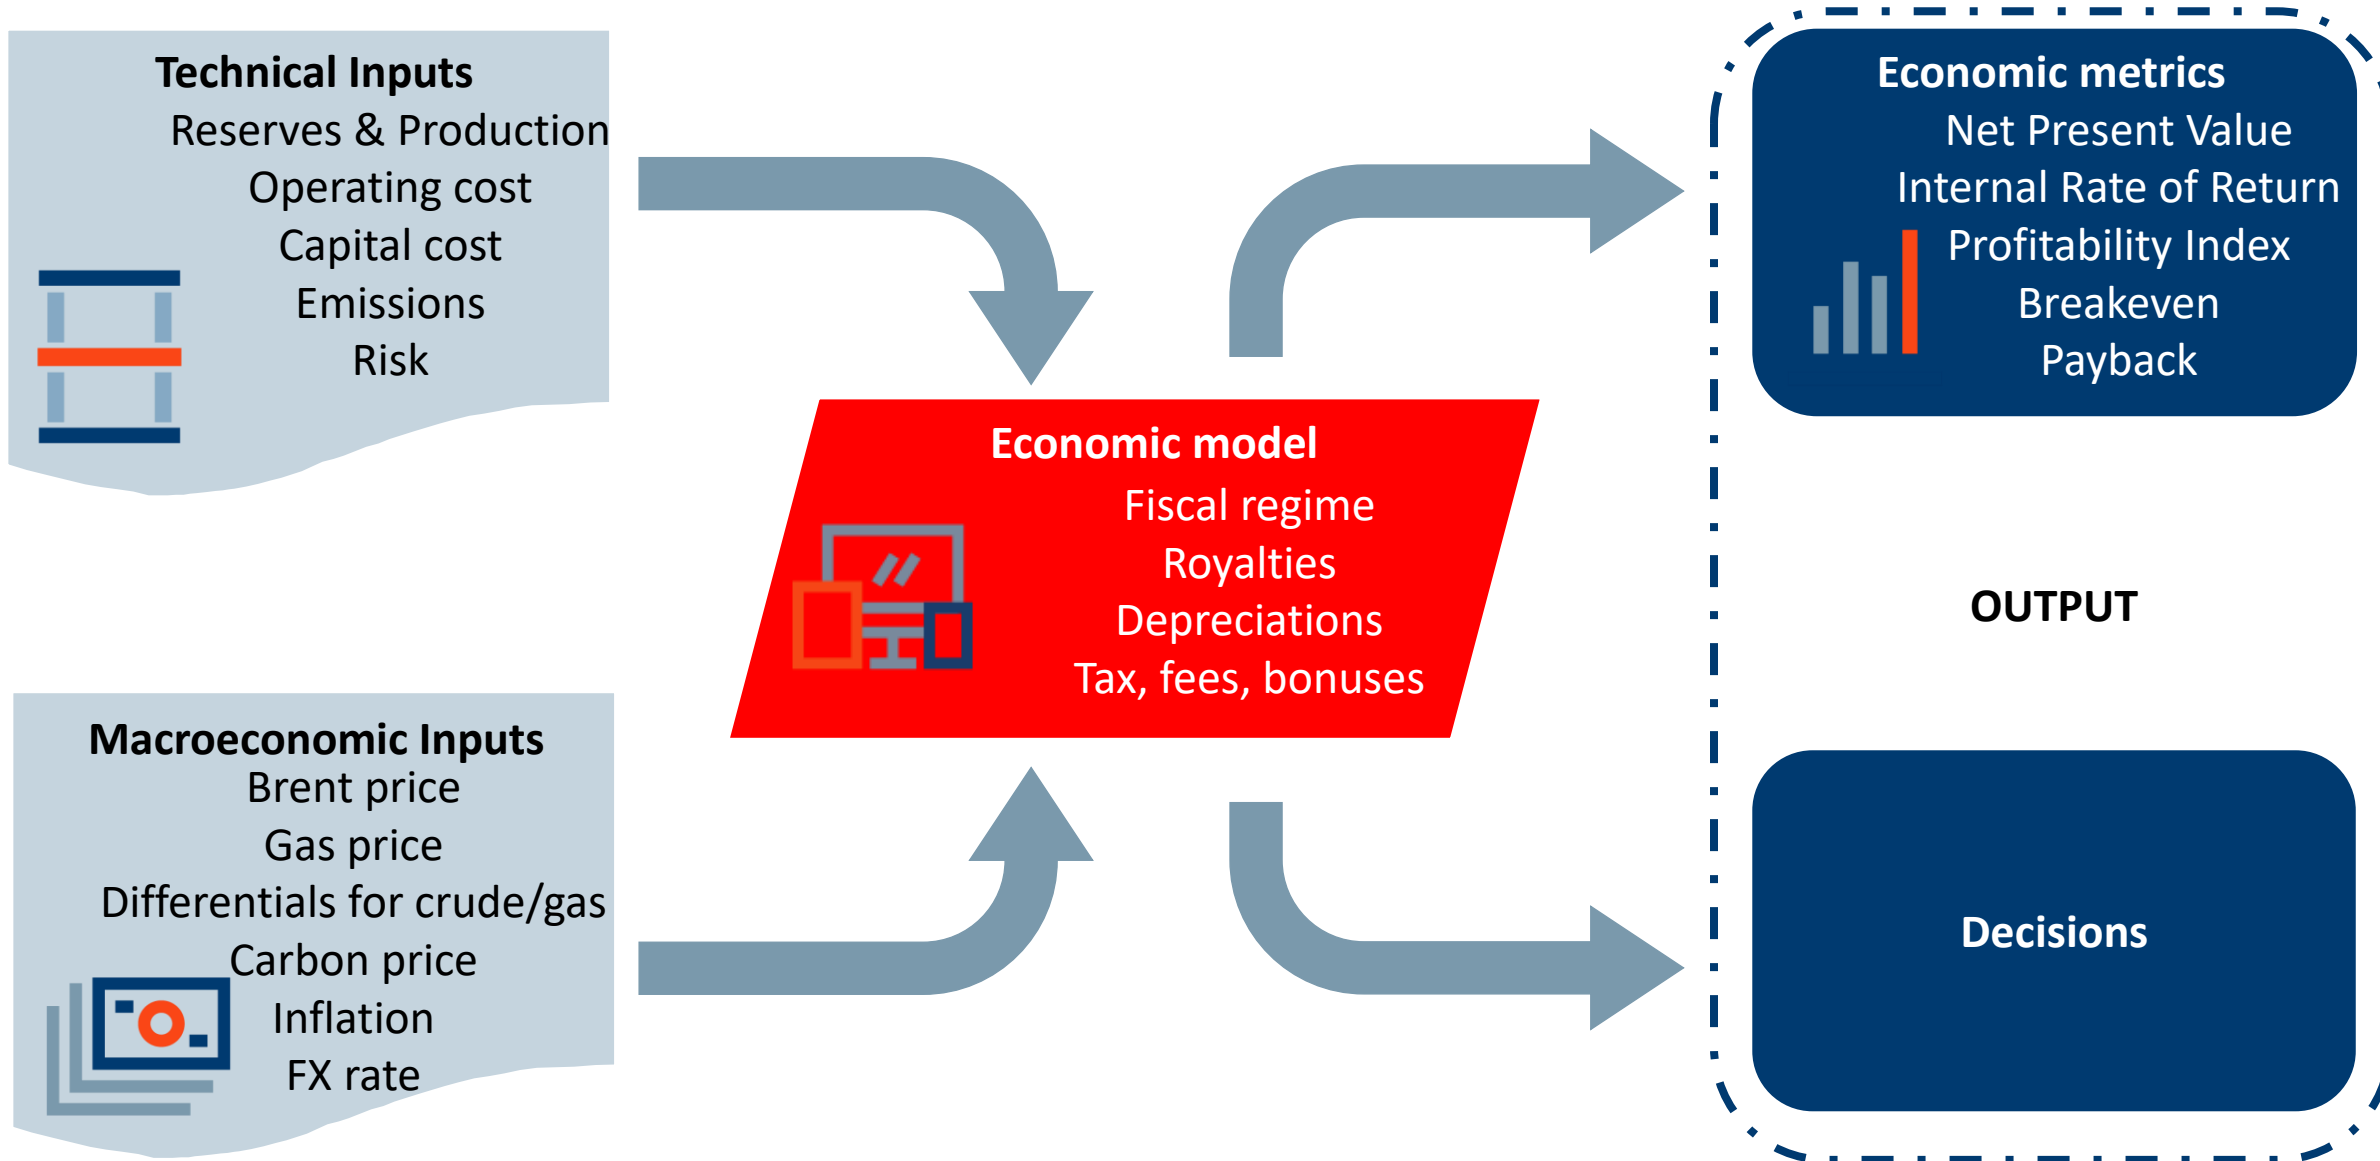 Technical Inputs
Reserves & Production
Operating cost
Capital cost
Emissions
Risk
Macroeconomic Inputs
Brent price
Gas price
Differentials for crude/gas
Carbon price
Inflation
FX rate
Economic model
Fiscal regime
Royalties
Depreciations
Tax, fees, bonuses
Economic metrics
Net Present Value
Internal Rate of Return
Profitability Index
Breakeven
Payback
OUTPUT
Decisions